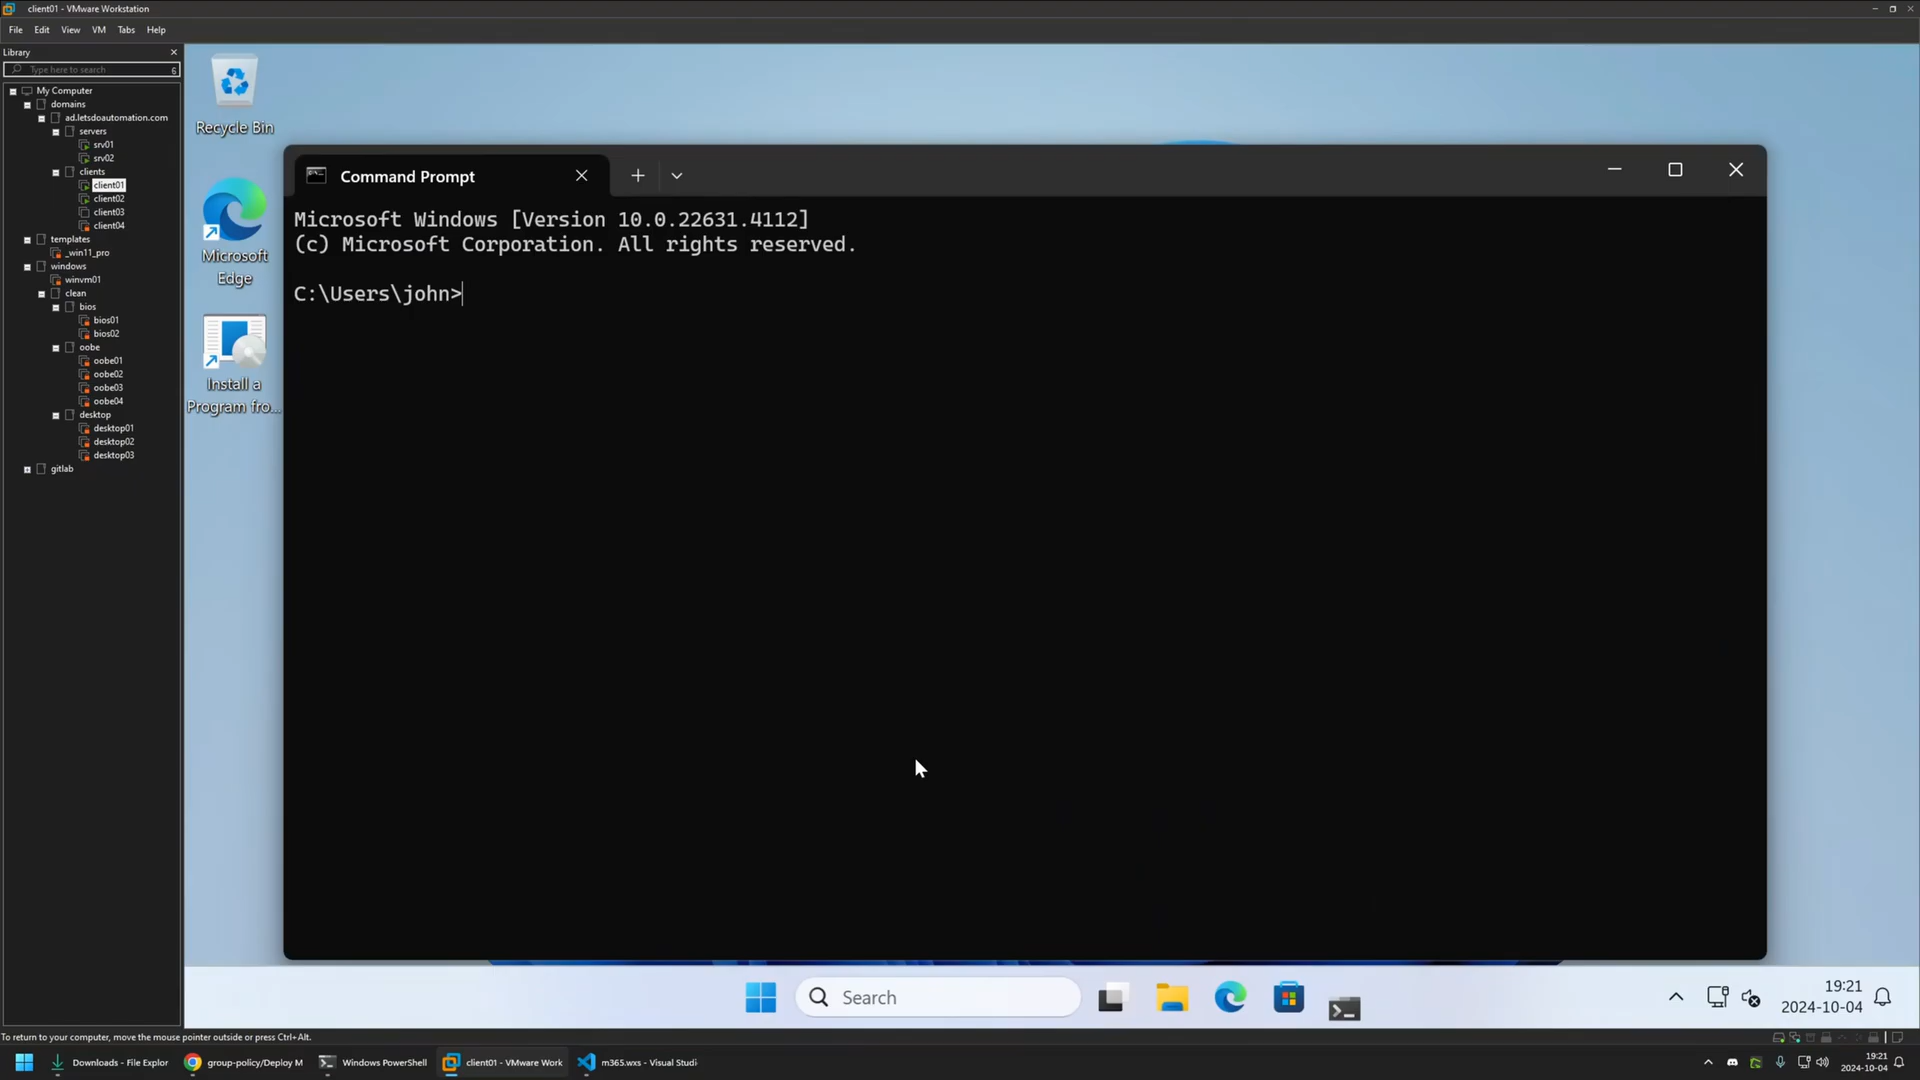 client01 - VMware Workstation
File Edit View VM Tabs Help
Library
Type here to search
My Computer
domains
ad.letsdoautomation.com
servers
srv01
srv02
clients
client01
client02
client03
client04
templates
_win11_pro
windows
winvm01
clean
bios
bios01
bios02
oobe
oobe01
oobe02
oobe03
oobe04
desktop
desktop01
desktop02
desktop03
gitlab
Recycle Bin
Microsoft
Edge
Install a
Program fro...
Command Prompt
Microsoft Windows [Version 10.0.22631.4112]
(c) Microsoft Corporation. All rights reserved.
C:\Users\john>
Search
19:21
2024-10-04
To return to your computer, move the mouse pointer outside or press Ctrl+Alt.
Downloads - File Explor
group-policy/Deploy M
Windows PowerShell
client01 - VMware Work
m365.wxs - Visual Studi
19:21
2024-10-04